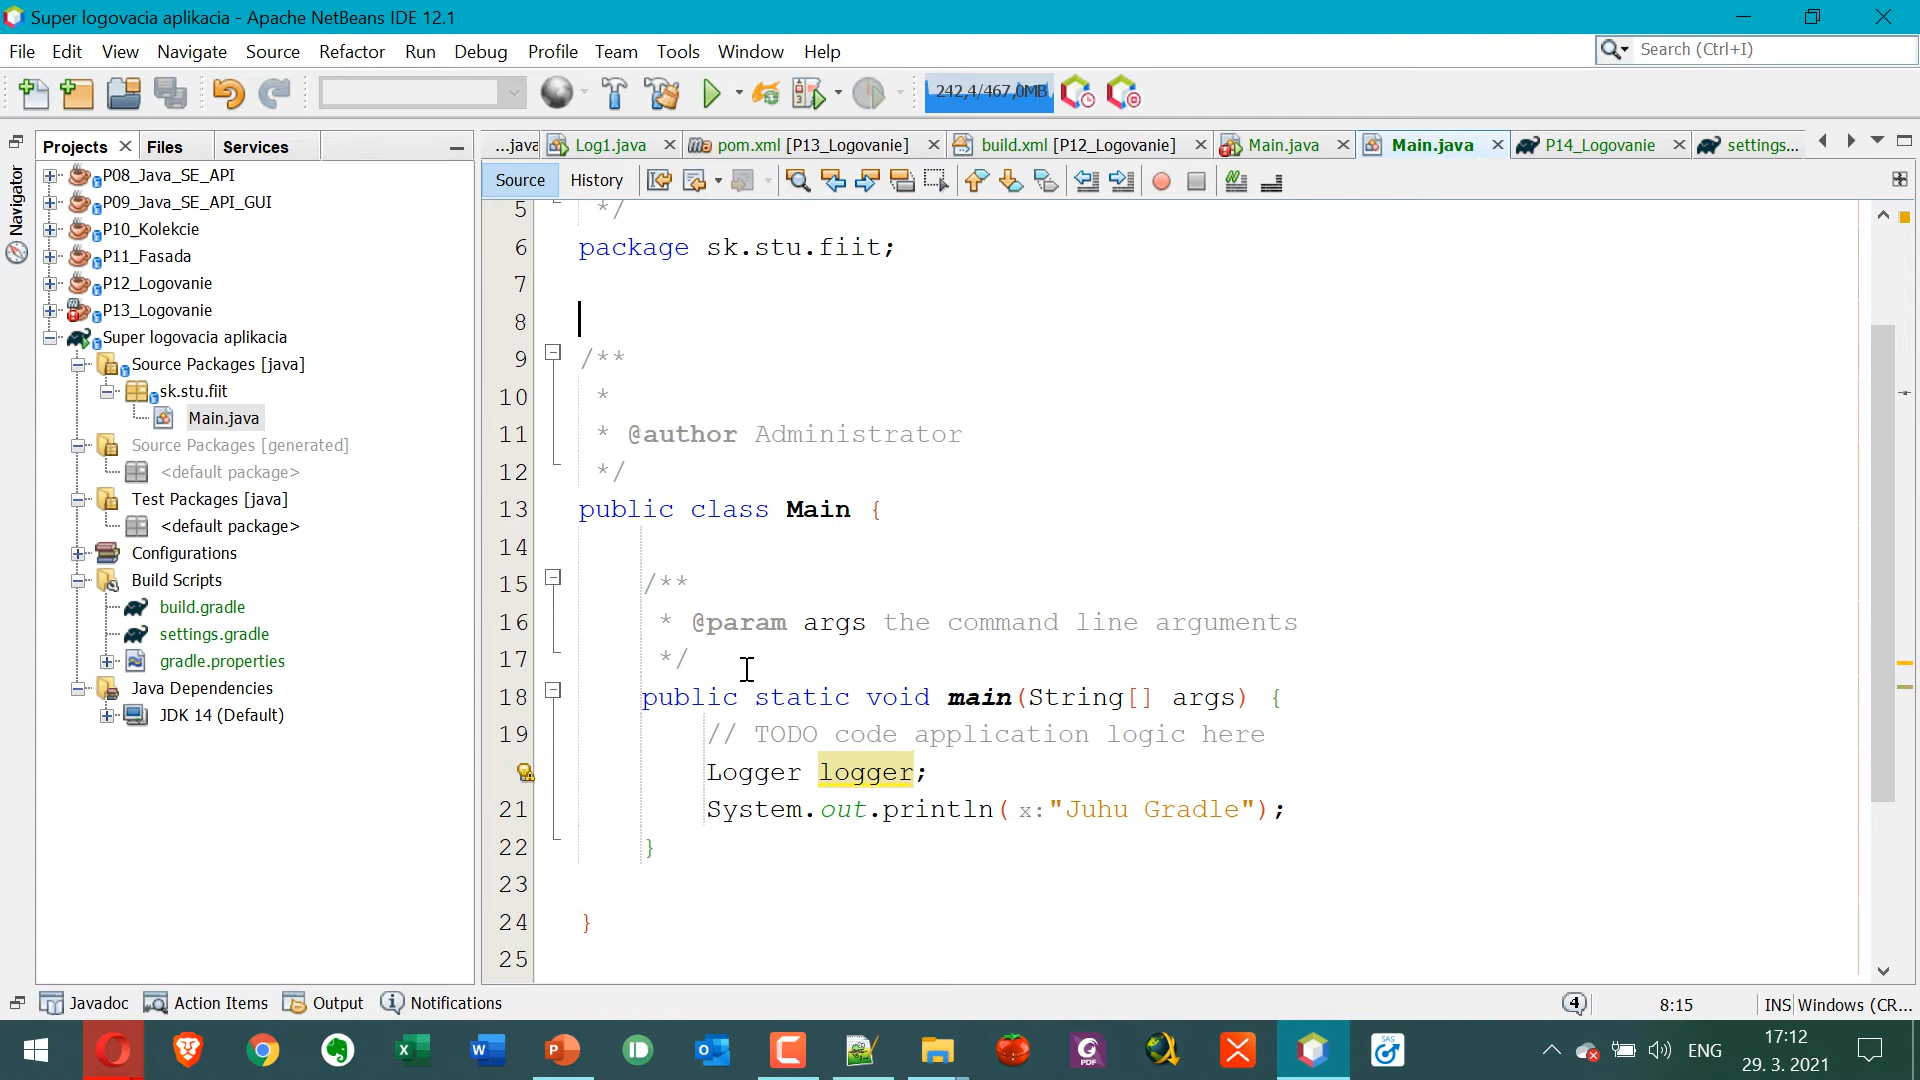 Super logovacia aplikacia - Apache NetBeans IDE 12.1
File Edit View Navigate Source Refactor Run Debug Profile Team Tools Window Help
Search (Ctrl+I)
242,4/467,0MB
Projects Files Services
...java Log1.java pom.xml [P13_Logovanie] build.xml [P12_Logovanie] Main.java Main.java P14_Logovanie settings...
Source History
Navigator
P08_Java_SE_API
P09_Java_SE_API_GUI
P10_Kolekcie
P11_Fasada
P12_Logovanie
P13_Logovanie
Super logovacia aplikacia
Source Packages [java]
sk.stu.fiit
Main.java
Source Packages [generated]
<default package>
Test Packages [java]
<default package>
Configurations
Build Scripts
build.gradle
settings.gradle
gradle.properties
Java Dependencies
JDK 14 (Default)
5 */
6 package sk.stu.fiit;
7
8
9 /**
10 *
11 * @author Administrator
12 */
13 public class Main {
14
15 /**
16 * @param args the command line arguments
17 */
18 public static void main(String[] args) {
19 // TODO code application logic here
Logger logger;
21 System.out.println( x:"Juhu Gradle");
22 }
23
24 }
25
Javadoc Action Items Output Notifications
4 8:15 INS Windows (CR...
ENG
17:12
29. 3. 2021
PDF
SAS